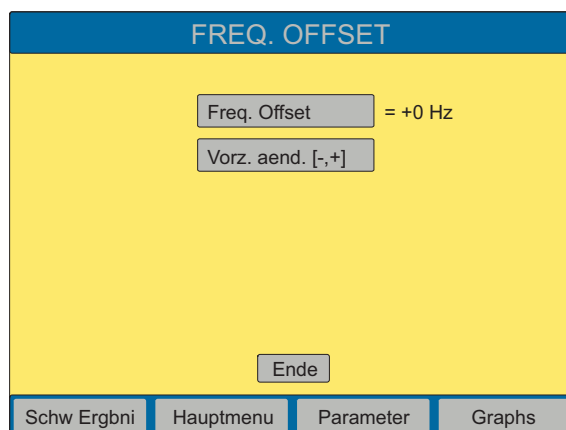 FREQ. OFFSET
Freq. Offset = +0 Hz
Vorz. aend. [-,+]
Ende
Schw Ergbni Hauptmenu Parameter Graphs